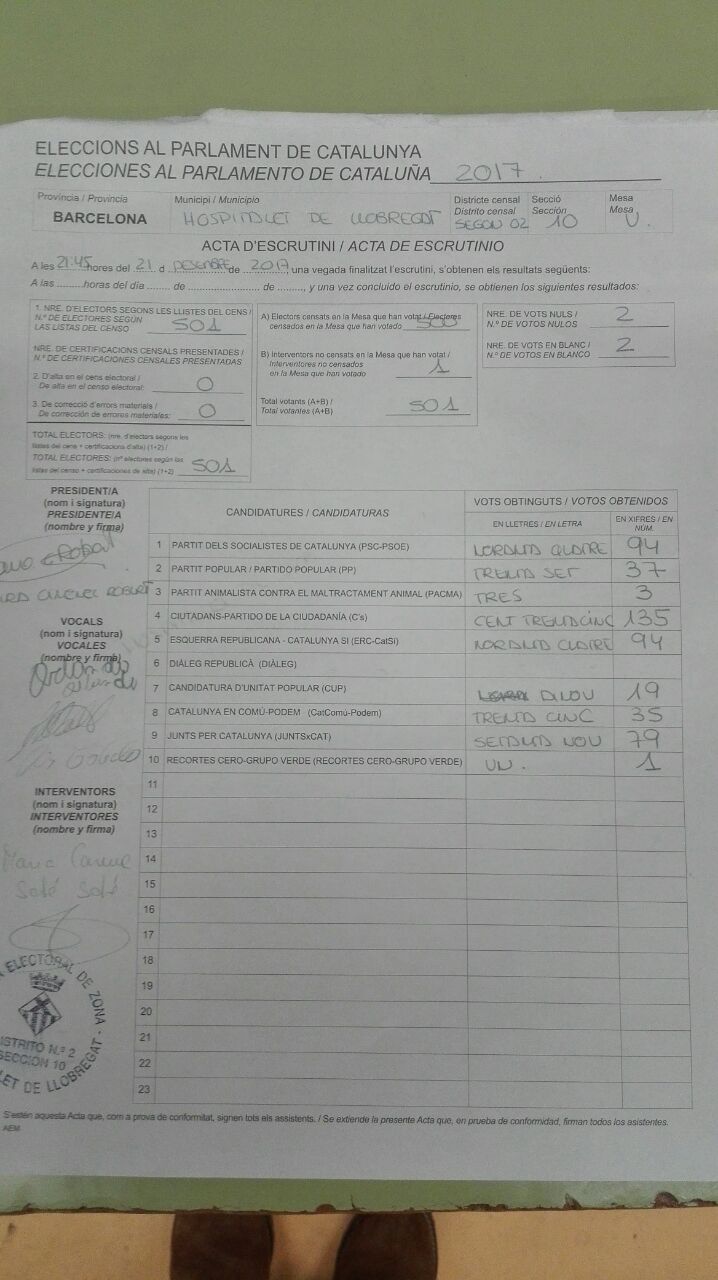 ELECCIONS AL PARLAMENT DE CATALUNYA
ELECCIONES AL PARLAMENTO DE CATALUÑA 2017.
Provincia / Provincia
BARCELONA
Municipi / Municipio
HOSPITALET DE LLOBREGAT
Districte censal
Distrito censal
SEGON 02
Secció
Sección
10
Mesa
Mesa
U.
ACTA D'ESCRUTINI / ACTA DE ESCRUTINIO
A les 21:45 hores del 21 d DESEMBRE de 2017, una vegada finalitzat l'escrutini, s'obtenen els resultats següents:
A las ........ horas del día ........ de ........ de ........, y una vez concluido el escrutinio, se obtienen los siguientes resultados:
1. NRE. D'ELECTORS SEGONS LES LLISTES DEL CENS /
N.º DE ELECTORES SEGÚN
LAS LISTAS DEL CENSO 501
NRE. DE CERTIFICACIONS CENSALS PRESENTADES /
N.º DE CERTIFICACIONES CENSALES PRESENTADAS
2. D'alta en el cens electoral /
De alta en el censo electoral: 0
3. De correcció d'errors materials /
De corrección de errores materiales: 0
TOTAL ELECTORS: (nre. d'electors segons les
llistes del cens + certificacions d'alta) (1+2) /
TOTAL ELECTORES: (nº electores según las
listas del censo + certificaciones de alta) (1+2) 501
A) Electors censats en la Mesa que han votat / Electores
censados en la Mesa que han votado 500
B) Interventors no censats en la Mesa que han votat /
Interventores no censados
en la Mesa que han votado 1
Total votants (A+B) /
Total votantes (A+B) 501
NRE. DE VOTS NULS /
N.º DE VOTOS NULOS 2
NRE. DE VOTS EN BLANC /
N.º DE VOTOS EN BLANCO 2
PRESIDENT/A
(nom i signatura)
PRESIDENTE/A
(nombre y firma)
ROBERT
VOCALS
(nom i signatura)
VOCALES
(nombre y firma)
INTERVENTORS
(nom i signatura)
INTERVENTORES
(nombre y firma)
Maria Carme
Solé Solé
CANDIDATURES / CANDIDATURAS
VOTS OBTINGUTS / VOTOS OBTENIDOS
EN LLETRES / EN LETRA
EN XIFRES / EN NÚM.
1 PARTIT DELS SOCIALISTES DE CATALUNYA (PSC-PSOE) NORANTA QUATRE 94
2 PARTIT POPULAR / PARTIDO POPULAR (PP) TRENTA SET 37
3 PARTIT ANIMALISTA CONTRA EL MALTRACTAMENT ANIMAL (PACMA) TRES 3
4 CIUTADANS-PARTIDO DE LA CIUDADANÍA (C's) CENT TRENTACINC 135
5 ESQUERRA REPUBLICANA - CATALUNYA SI (ERC-CatSí) NORANTA QUATRE 94
6 DIÀLEG REPUBLICÀ (DIÀLEG)
7 CANDIDATURA D'UNITAT POPULAR (CUP) DINOU 19
8 CATALUNYA EN COMÚ-PODEM (CatComú-Podem) TRENTA CINC 35
9 JUNTS PER CATALUNYA (JUNTSxCAT) SETANTA NOU 79
10 RECORTES CERO-GRUPO VERDE (RECORTES CERO-GRUPO VERDE) UN. 1
11
12
13
14
15
16
17
18
19
20
21
22
23
ELECTORAL DE ZONA
DISTRITO N.º 2
SECCION 10
LET DE LLOBREGAT
S'estén aquesta Acta que, com a prova de conformitat, signen tots els assistents. / Se extiende la presente Acta que, en prueba de conformidad, firman todos los asistentes.
AEM